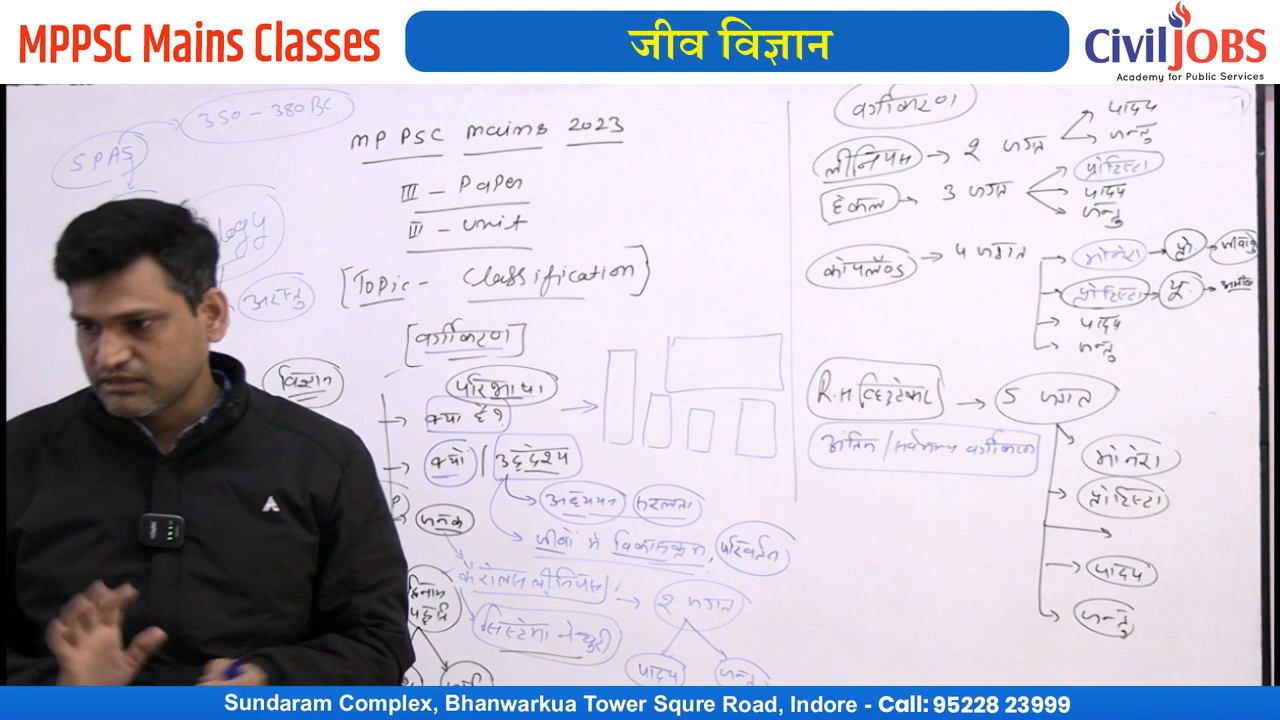 MPPSC Mains Classes
जीव विज्ञान
Civil JOBS
Academy for Public Services
350 - 380 BC
SPAS
MPPSC mains 2023
III - Paper
II - Unit
[Topic - Classification]
अरस्तु
[वर्गीकरण]
विज्ञान
परिभाषा
क्या है?
क्यों / उद्देश्य
अध्ययन सरलता
जीवों में विकासक्रम, परिवर्तन
जनक
कैरोलस लीनियस
→ 2 जगत
सिस्टेमा नेचुरी
पादप
जन्तु
वर्गीकरण
लीनियस → 2 जगत
पादप
जन्तु
हेकल → 3 जगत
प्रोटिस्टा
पादप
जन्तु
कोपलैण्ड → 4 जगत
मोनेरा → प्रो. → जीवाणु
प्रोटिस्टा → यू. → अमीबा
पादप
जन्तु
R.H व्हिटेकर → 5 जगत
अंतिम / सर्वमान्य वर्गीकरण
मोनेरा
प्रोटिस्टा
पादप
जन्तु
Sundaram Complex, Bhanwarkua Tower Squre Road, Indore - Call: 95228 23999